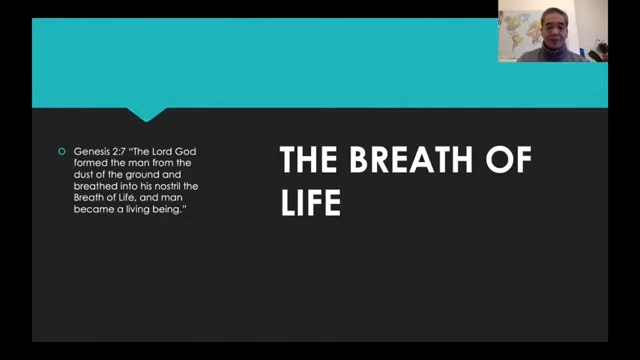 Genesis 2:7 “The Lord God
formed the man from the
dust of the ground and
breathed into his nostril the
Breath of Life, and man
became a living being.”
THE BREATH OF
LIFE